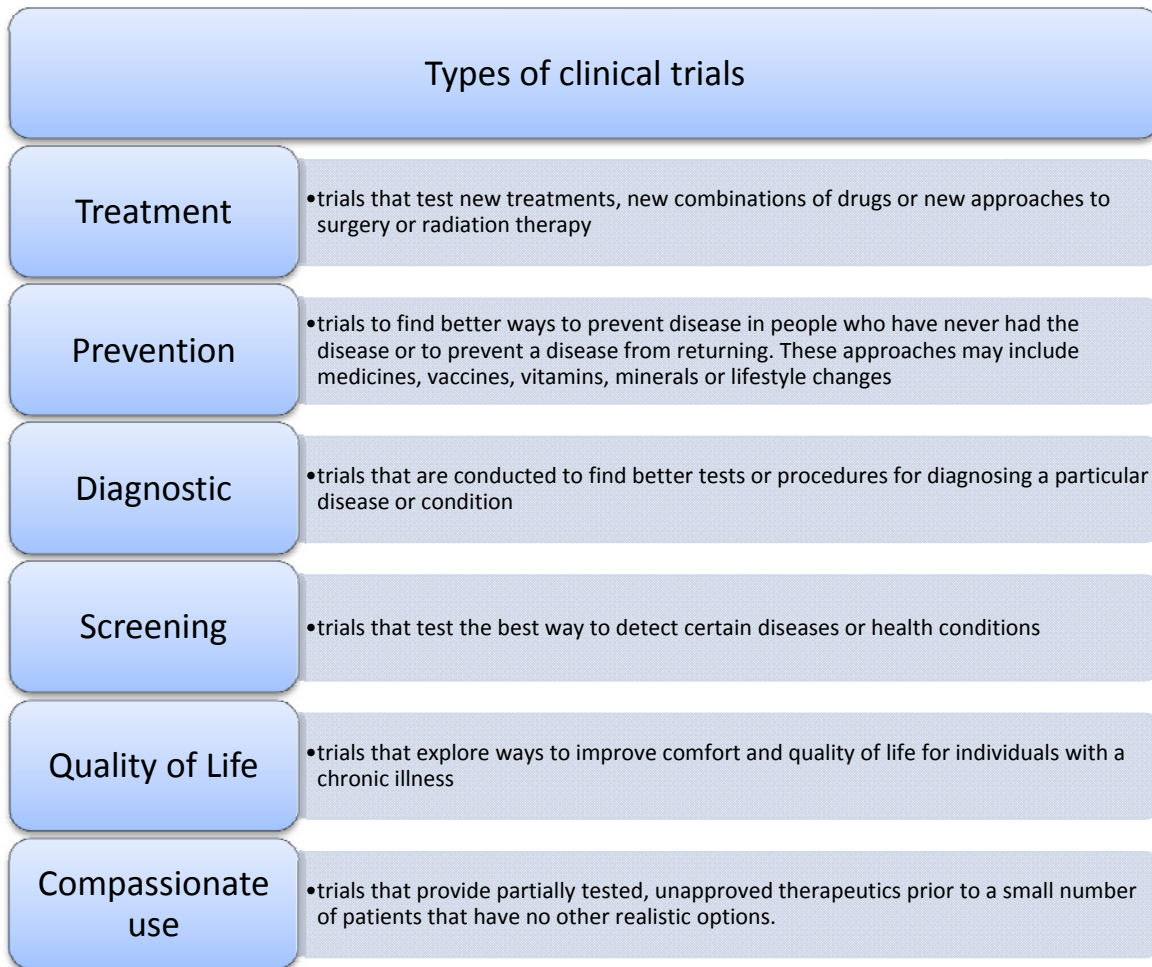 Types of clinical trials
Treatment
•trials that test new treatments, new combinations of drugs or new approaches to
surgery or radiation therapy
Prevention
•trials to find better ways to prevent disease in people who have never had the
disease or to prevent a disease from returning. These approaches may include
medicines, vaccines, vitamins, minerals or lifestyle changes
Diagnostic
•trials that are conducted to find better tests or procedures for diagnosing a particular
disease or condition
Screening
•trials that test the best way to detect certain diseases or health conditions
Quality of Life
•trials that explore ways to improve comfort and quality of life for individuals with a
chronic illness
Compassionate
use
•trials that provide partially tested, unapproved therapeutics prior to a small number
of patients that have no other realistic options.